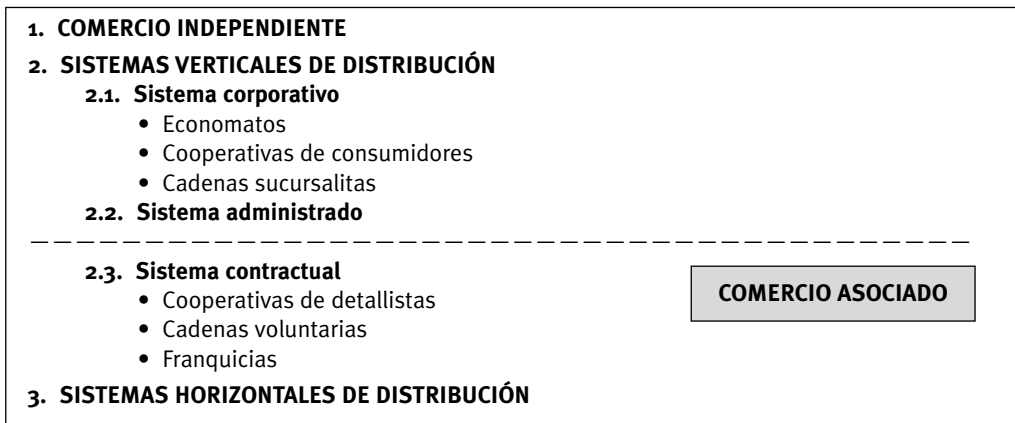 1. COMERCIO INDEPENDIENTE
2. SISTEMAS VERTICALES DE DISTRIBUCIÓN
2.1. Sistema corporativo
• Economatos
• Cooperativas de consumidores
• Cadenas sucursalitas
2.2. Sistema administrado
2.3. Sistema contractual
• Cooperativas de detallistas
COMERCIO ASOCIADO
• Cadenas voluntarias
• Franquicias
3. SISTEMAS HORIZONTALES DE DISTRIBUCIÓN